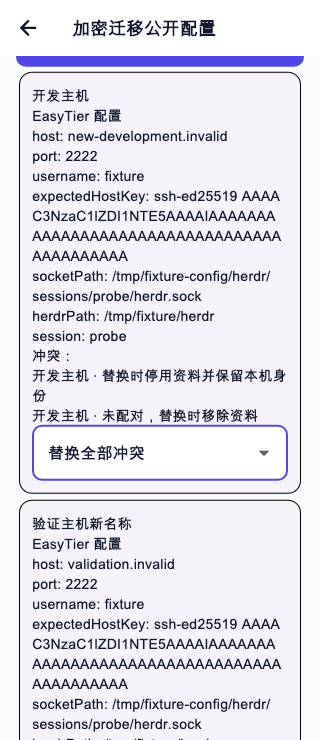 加密迁移公开配置
开发主机
EasyTier 配置
host: new-development.invalid
port: 2222
username: fixture
expectedHostKey: ssh-ed25519 AAAA
C3NzaC1lZDI1NTE5AAAAIAAAAAAA
AAAAAAAAAAAAAAAAAAAAAAAAAA
AAAAAAAAAA
socketPath: /tmp/fixture-config/herdr/
sessions/probe/herdr.sock
herdrPath: /tmp/fixture/herdr
session: probe
冲突：
开发主机 · 替换时停用资料并保留本机身
份
开发主机 · 未配对，替换时移除资料
替换全部冲突
验证主机新名称
EasyTier 配置
host: validation.invalid
port: 2222
username: fixture
expectedHostKey: ssh-ed25519 AAAA
C3NzaC1lZDI1NTE5AAAAIAAAAAAA
AAAAAAAAAAAAAAAAAAAAAAAAAA
AAAAAAAAAA
socketPath: /tmp/fixture-config/herdr/
sessions/probe/herdr.sock